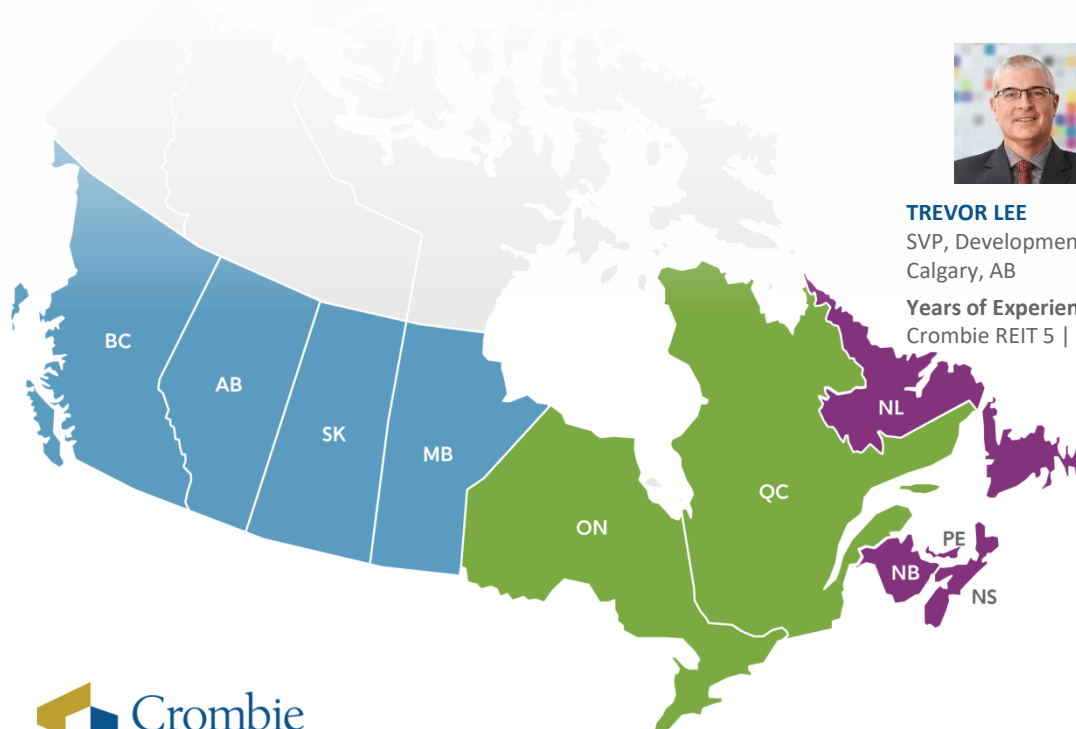 TREVOR LEE
SVP, Developmen
Calgary, AB
Years of Experien
Crombie REIT 5 |
BC
AB
SK
MB
ON
QC
NL
PE
NB
NS
Crombie